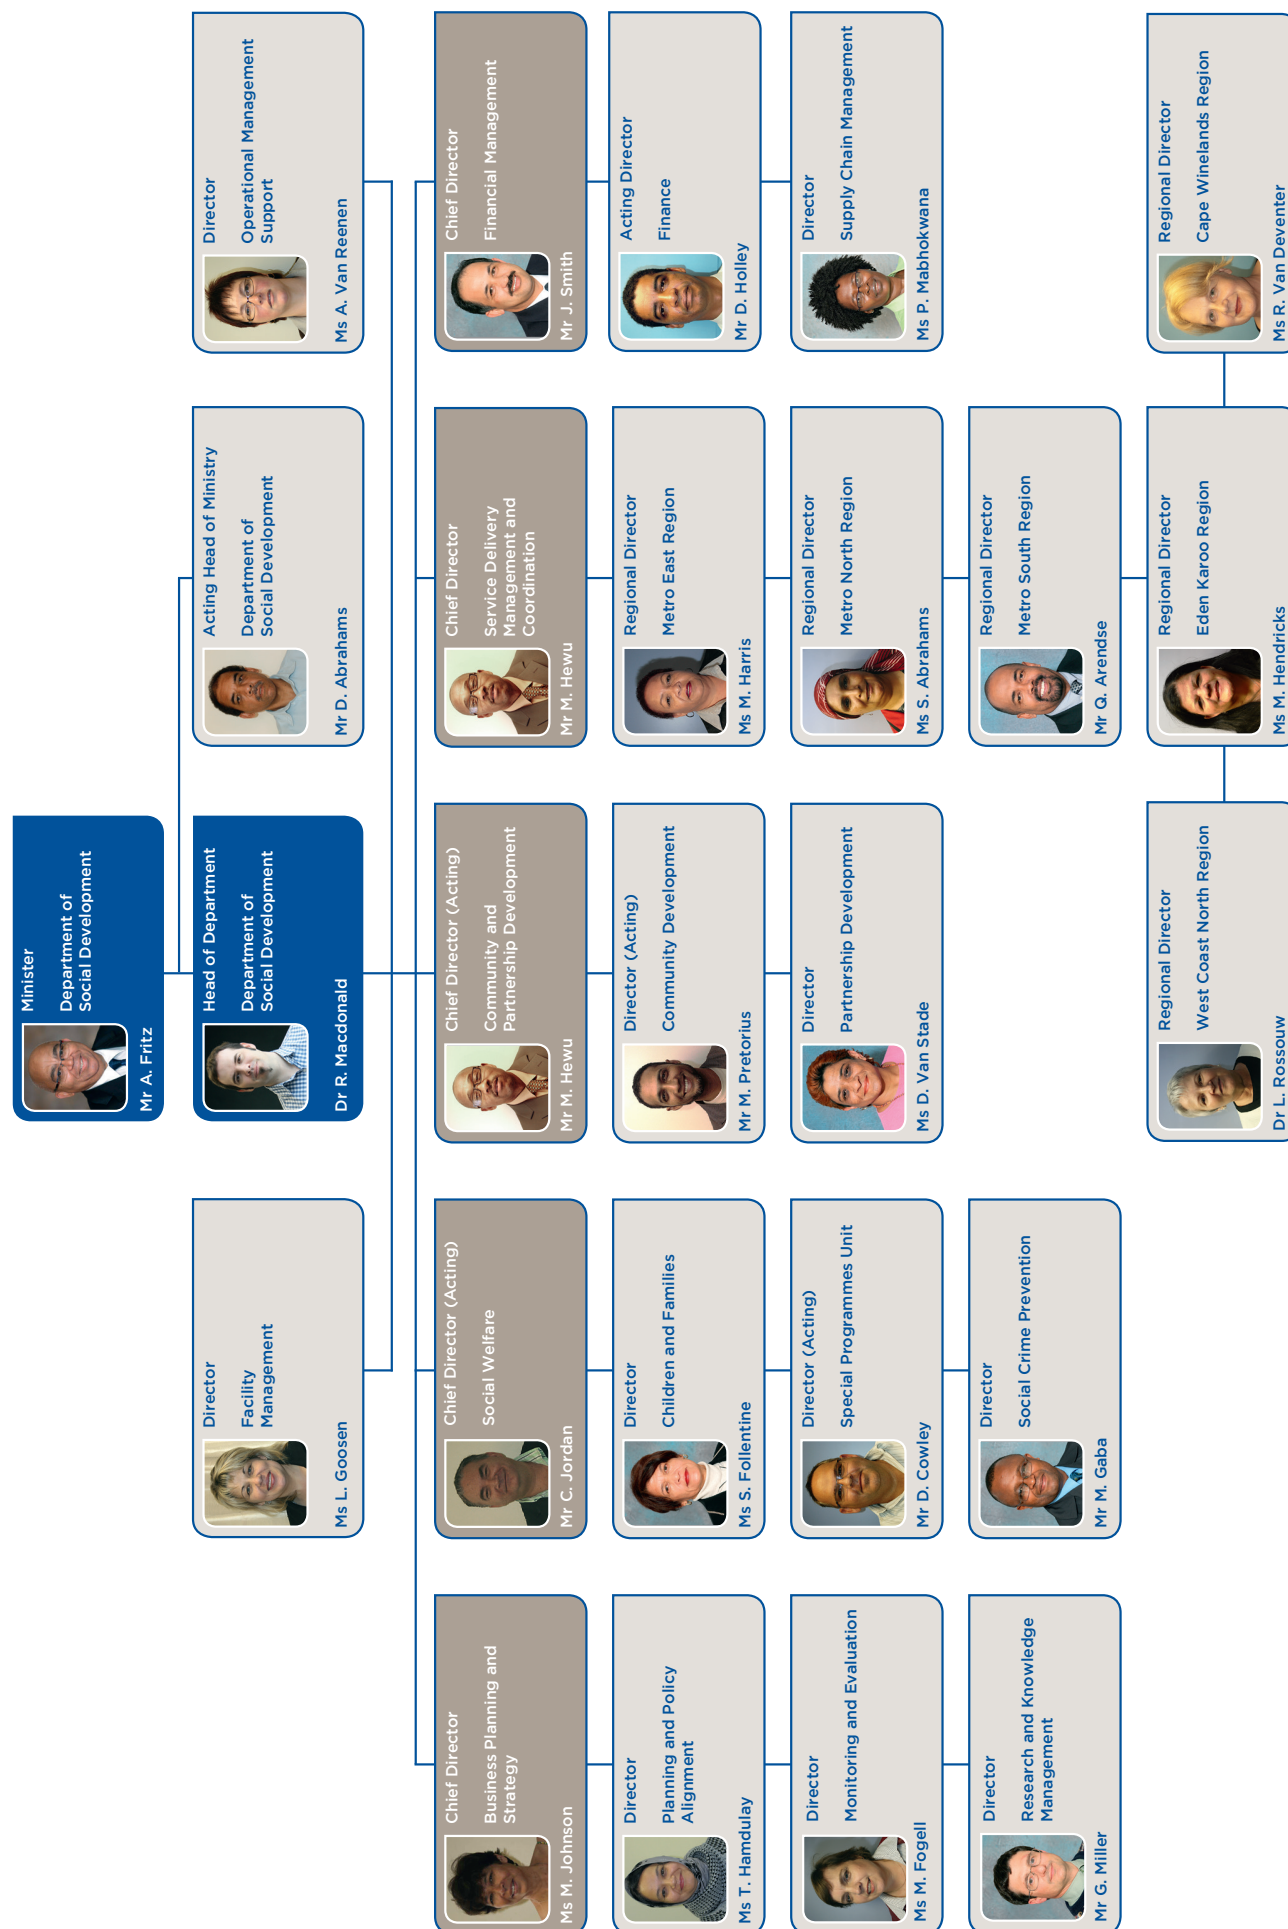 Minister
Department of
Social Development
Mr A. Fritz
Director
Facility
Management
Ms L. Goosen
Head of Department
Department of
Social Development
Dr R. Macdonald
Acting Head of Ministry
Department of
Social Development
Mr D. Abrahams
Director
Operational Management
Support
Ms A. Van Reenen
Chief Director
Business Planning and
Strategy
Ms M. Johnson
Chief Director (Acting)
Social Welfare
Mr C. Jordan
Chief Director (Acting)
Community and
Partnership Development
Mr M. Hewu
Chief Director
Service Delivery
Management and
Coordination
Mr M. Hewu
Chief Director
Financial Management
Mr J. Smith
Director
Planning and Policy
Alignment
Ms T. Hamdulay
Director
Children and Families
Ms S. Follentine
Director (Acting)
Community Development
Mr M. Pretorius
Regional Director
Metro East Region
Ms M. Harris
Acting Director
Finance
Mr D. Holley
Director
Monitoring and Evaluation
Ms M. Fogell
Director (Acting)
Special Programmes Unit
Mr D. Cowley
Director
Partnership Development
Ms D. Van Stade
Regional Director
Metro North Region
Ms S. Abrahams
Director
Supply Chain Management
Ms P. Mabhokwana
Director
Research and Knowledge
Management
Mr G. Miller
Director
Social Crime Prevention
Mr M. Gaba
Regional Director
Metro South Region
Mr Q. Arendse
Regional Director
West Coast North Region
Dr L. Rossouw
Regional Director
Eden Karoo Region
Ms M. Hendricks
Regional Director
Cape Winelands Region
Ms R. Van Deventer